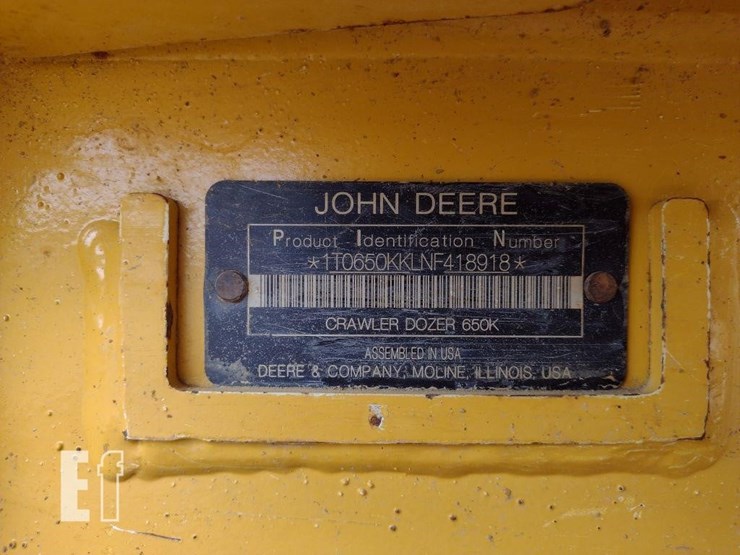 JOHN DEERE
Product Identification Number
*1T0650KKLNF418918*
CRAWLER DOZER 650K
ASSEMBLED IN USA
DEERE & COMPANY, MOLINE, ILLINOIS, USA
Ef